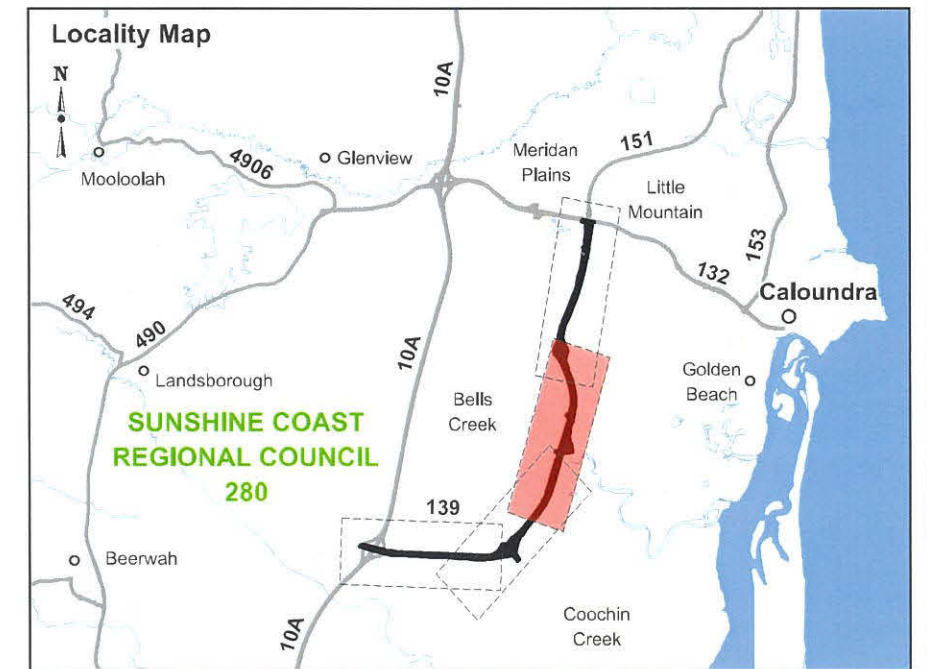 Locality Map
N
10A
151
Meridan
Plains
Glenview
4906
Mooloolah
Little
Mountain
153
132
Caloundra
494
490
10A
Landsborough
Golden
Beach
Bells
Creek
SUNSHINE COAST
REGIONAL COUNCIL
280
139
Beerwah
Coochin
Creek
10A